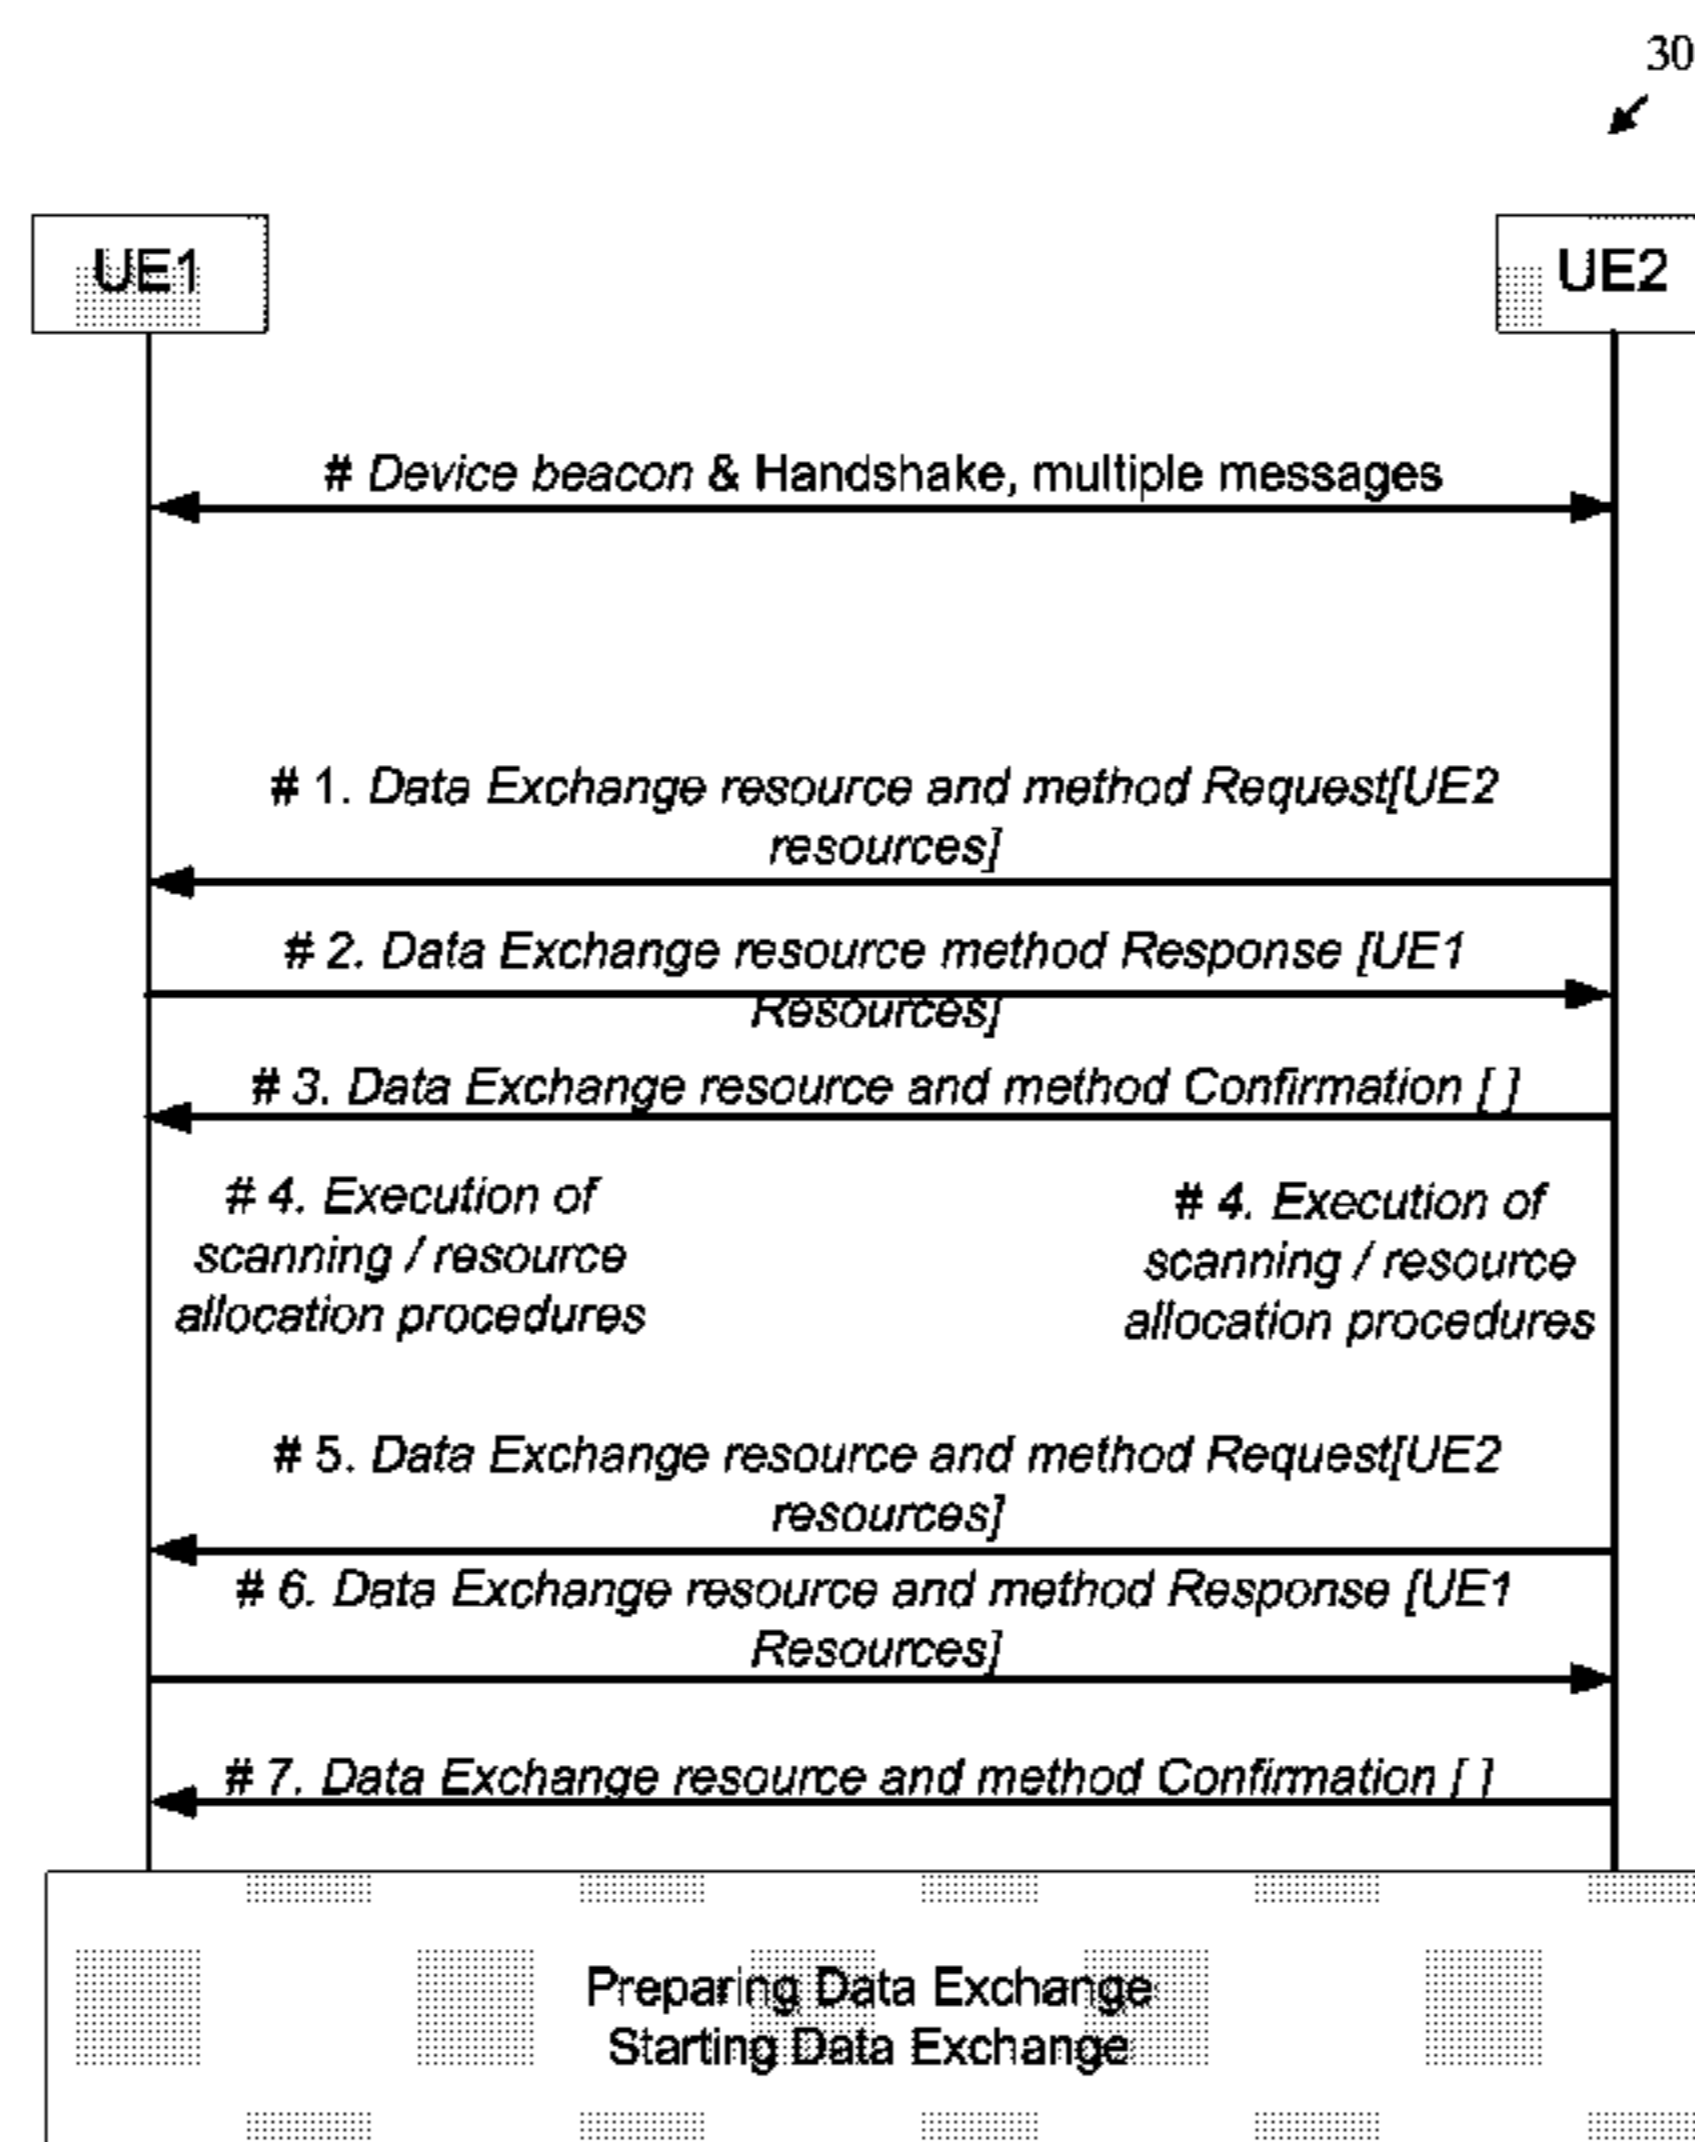 30
UE1
UE2
# Device beacon & Handshake, multiple messages
# 1. Data Exchange resource and method Request[UE2
resources]
# 2. Data Exchange resource method Response [UE1
Resources]
# 3. Data Exchange resource and method Confirmation [ ]
# 4. Execution of
scanning / resource
allocation procedures
# 4. Execution of
scanning / resource
allocation procedures
# 5. Data Exchange resource and method Request[UE2
resources]
# 6. Data Exchange resource and method Response [UE1
Resources]
# 7. Data Exchange resource and method Confirmation [ ]
Preparing Data Exchange
Starting Data Exchange